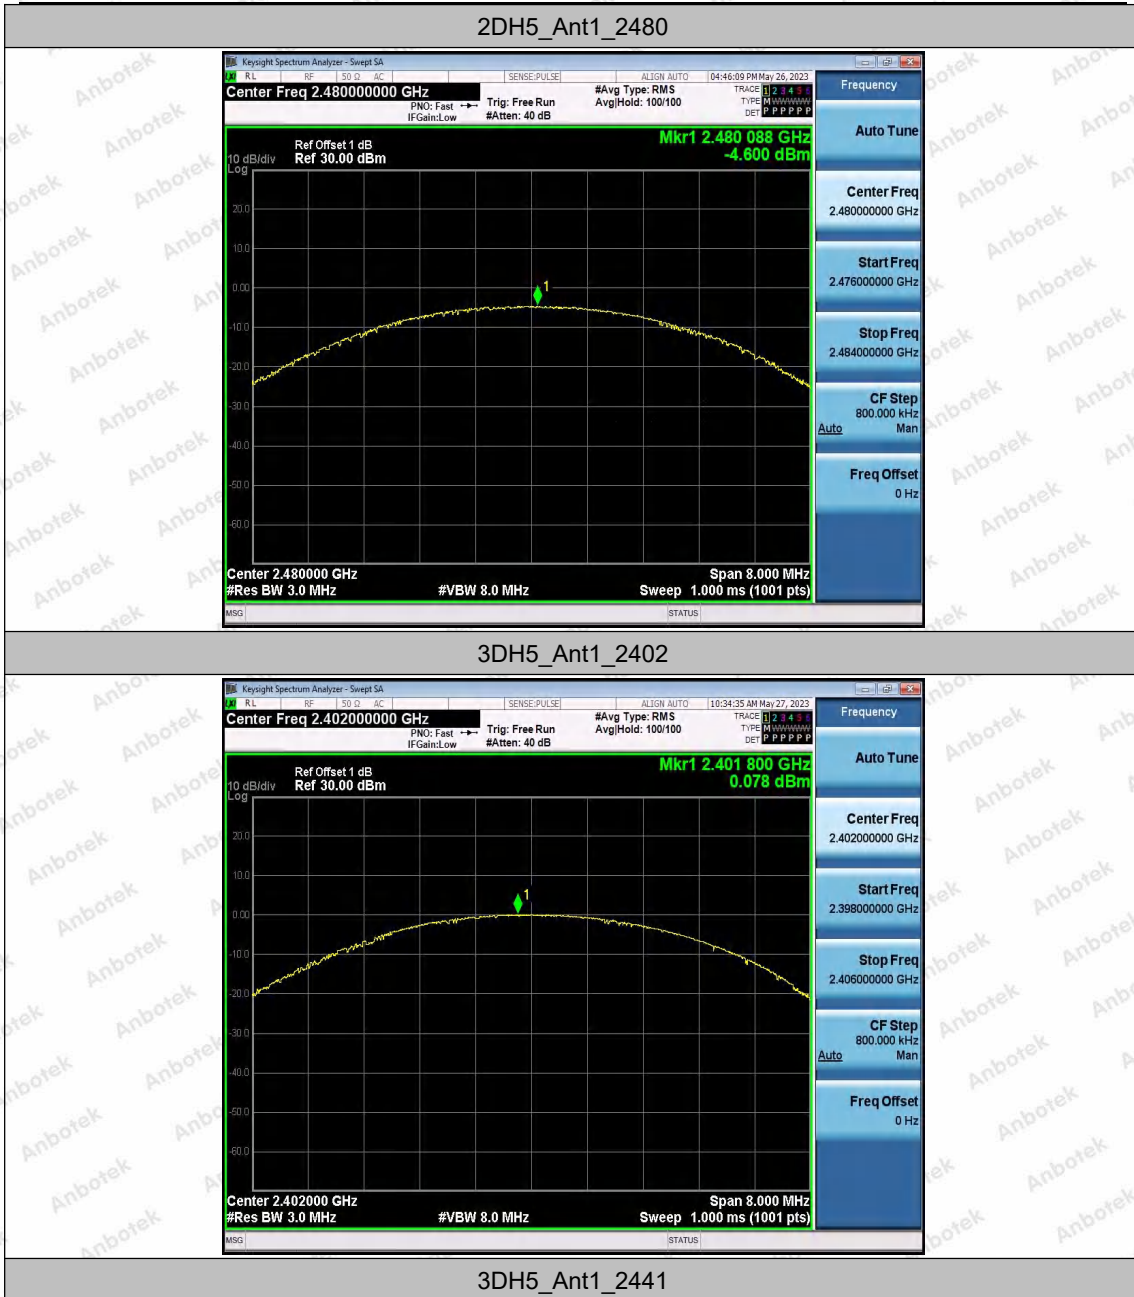 2DH5_Ant1_2480
Keysight Spectrum Analyzer - Swept SA
LXI RL RF 50 Ω AC SENSE:PULSE ALIGN AUTO 04:46:09 PM May 26, 2023
Center Freq 2.480000000 GHz
PNO: Fast
IFGain:Low
Trig: Free Run
#Atten: 40 dB
#Avg Type: RMS
Avg|Hold: 100/100
TRACE 1 2 3 4 5 6
TYPE M WWWWW
DET P P P P P P
Mkr1 2.480 088 GHz
-4.600 dBm
Ref Offset 1 dB
10 dB/div Ref 30.00 dBm
Log
20.0
10.0
0.00
-10.0
-20.0
-30.0
-40.0
-50.0
-60.0
1
Center 2.480000 GHz Span 8.000 MHz
#Res BW 3.0 MHz #VBW 8.0 MHz Sweep 1.000 ms (1001 pts)
MSG STATUS
Frequency
Auto Tune
Center Freq
2.480000000 GHz
Start Freq
2.476000000 GHz
Stop Freq
2.484000000 GHz
CF Step
800.000 kHz
Auto Man
Freq Offset
0 Hz
3DH5_Ant1_2402
Keysight Spectrum Analyzer - Swept SA
LXI RL RF 50 Ω AC SENSE:PULSE ALIGN AUTO 10:34:35 AM May 27, 2023
Center Freq 2.402000000 GHz
PNO: Fast
IFGain:Low
Trig: Free Run
#Atten: 40 dB
#Avg Type: RMS
Avg|Hold: 100/100
TRACE 1 2 3 4 5 6
TYPE M WWWWW
DET P P P P P P
Mkr1 2.401 800 GHz
0.078 dBm
Ref Offset 1 dB
10 dB/div Ref 30.00 dBm
Log
20.0
10.0
0.00
-10.0
-20.0
-30.0
-40.0
-50.0
-60.0
1
Center 2.402000 GHz Span 8.000 MHz
#Res BW 3.0 MHz #VBW 8.0 MHz Sweep 1.000 ms (1001 pts)
MSG STATUS
Frequency
Auto Tune
Center Freq
2.402000000 GHz
Start Freq
2.398000000 GHz
Stop Freq
2.406000000 GHz
CF Step
800.000 kHz
Auto Man
Freq Offset
0 Hz
3DH5_Ant1_2441
Anbotek